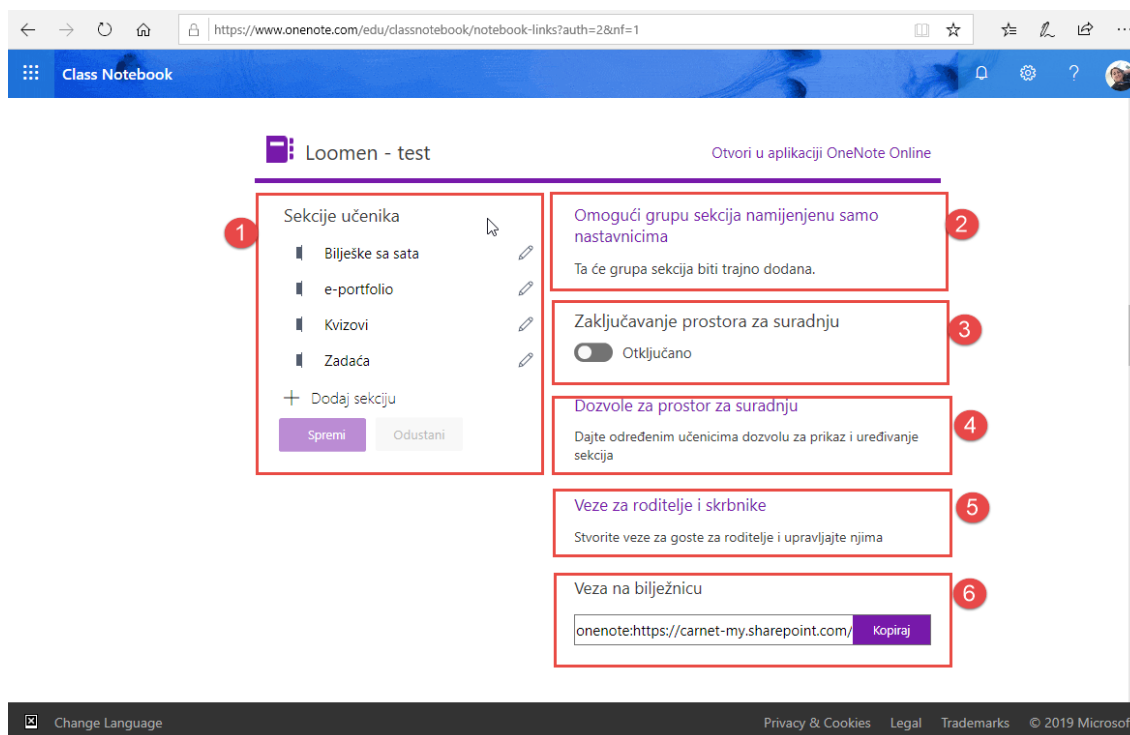 https://www.onenote.com/edu/classnotebook/notebook-links?auth=2&nf=1
Class Notebook
Loomen - test
Otvori u aplikaciji OneNote Online
1
Sekcije učenika
Bilješke sa sata
e-portfolio
Kvizovi
Zadaća
Dodaj sekciju
Spremi
Odustani
Omogući grupu sekcija namijenjenu samo
nastavnicima
Ta će grupa sekcija biti trajno dodana.
2
Zaključavanje prostora za suradnju
Otključano
3
Dozvole za prostor za suradnju
Dajte određenim učenicima dozvolu za prikaz i uređivanje
sekcija
4
Veze za roditelje i skrbnike
Stvorite veze za goste za roditelje i upravljajte njima
5
Veza na bilježnicu
onenote:https://carnet-my.sharepoint.com/
Kopiraj
6
Change Language
Privacy & Cookies
Legal
Trademarks
© 2019 Microsof